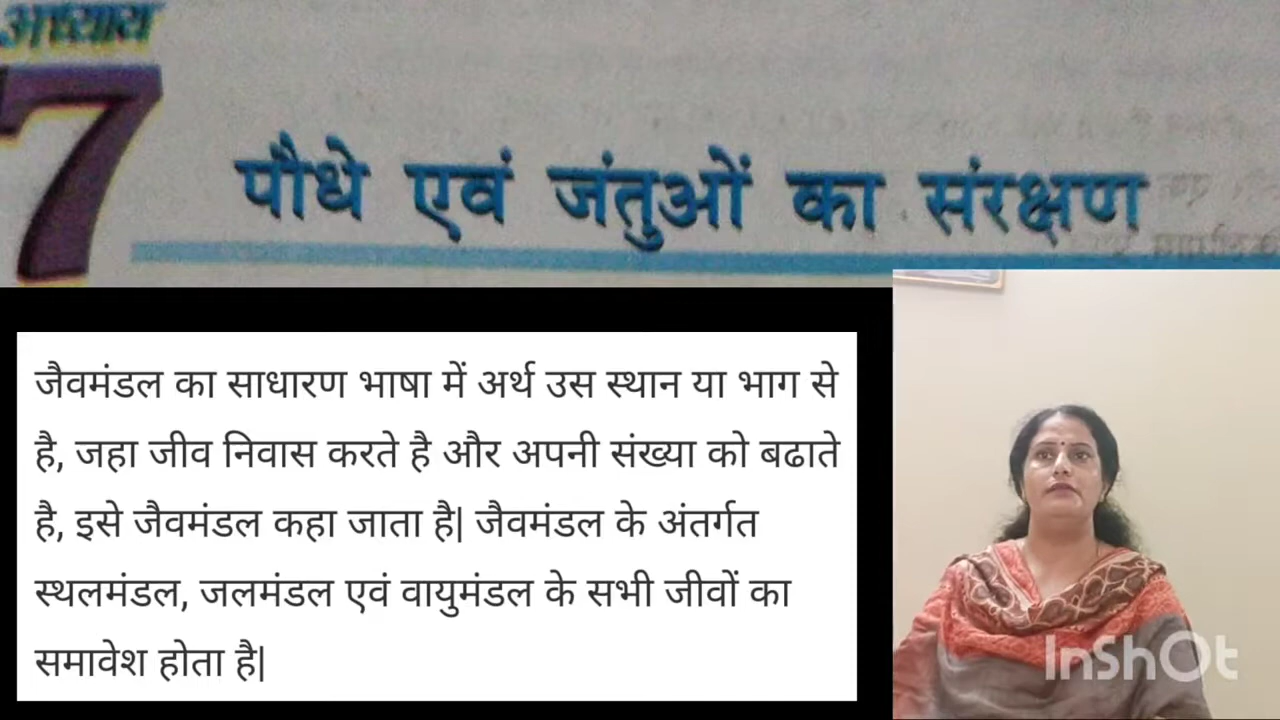 अध्याय
7
पौधे एवं जंतुओं का संरक्षण
जैवमंडल का साधारण भाषा में अर्थ उस स्थान या भाग से
है, जहा जीव निवास करते है और अपनी संख्या को बढाते
है, इसे जैवमंडल कहा जाता है|  जैवमंडल के अंतर्गत
स्थलमंडल, जलमंडल एवं वायुमंडल के सभी जीवों का
समावेश होता है|
InShOt